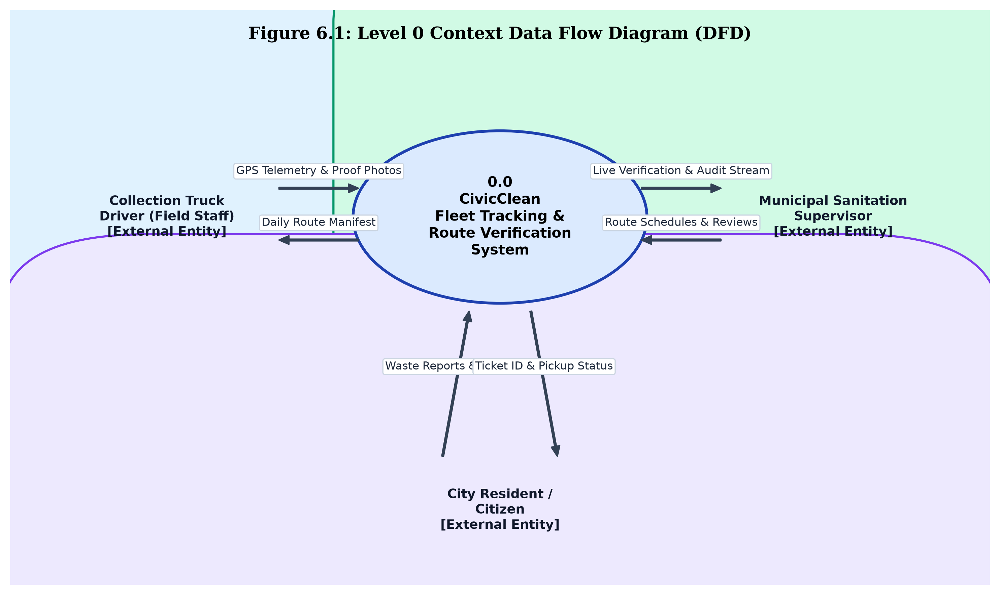 Figure 6.1: Level 0 Context Data Flow Diagram (DFD)
GPS Telemetry & Proof Photos
Live Verification & Audit Stream
Collection Truck
Driver (Field Staff)
[External Entity]
Daily Route Manifest
0.0
CivicClean
Fleet Tracking &
Route Verification
System
Municipal Sanitation
Supervisor
[External Entity]
Route Schedules & Reviews
Waste Reports &
Ticket ID & Pickup Status
City Resident /
Citizen
[External Entity]